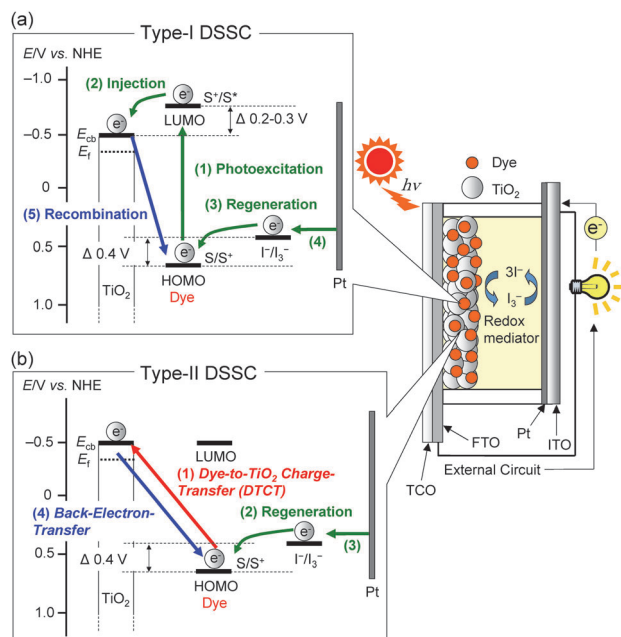 (a)
Type-I DSSC
E/V vs. NHE
−1.0
(2) Injection
e⁻
S⁺/S*
LUMO
Δ 0.2-0.3 V
e⁻
−0.5
E_cb
E_f
(1) Photoexcitation
0
(3) Regeneration
(5) Recombination
e⁻
(4)
0.5
Δ 0.4 V
e⁻
S/S⁺
I⁻/I₃⁻
HOMO
Dye
Pt
1.0
TiO₂
Dye
TiO₂
hν
e⁻
3I⁻
I₃⁻
Redox
mediator
Pt
ITO
FTO
External Circuit
TCO
(b)
Type-II DSSC
E/V vs. NHE
e⁻
−0.5
E_cb
E_f
LUMO
(1) Dye-to-TiO₂ Charge-
Transfer (DTCT)
0
(4) Back-Electron-
Transfer
(2) Regeneration
e⁻
(3)
0.5
Δ 0.4 V
e⁻
S/S⁺
I⁻/I₃⁻
HOMO
Dye
Pt
TiO₂
1.0